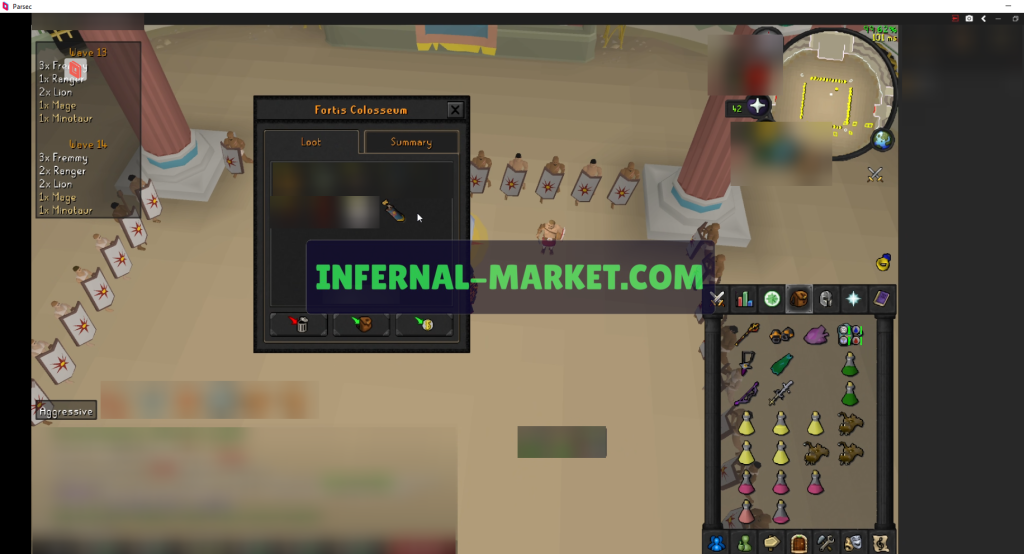 Parsec
Wave 13
3x Fremmy
1x Ranger
2x Lion
1x Mage
1x Minotaur
Wave 14
3x Fremmy
2x Ranger
2x Lion
1x Mage
1x Minotaur
Fortis Colosseum
Loot
Summary
42
INFERNAL-MARKET.COM
Aggressive